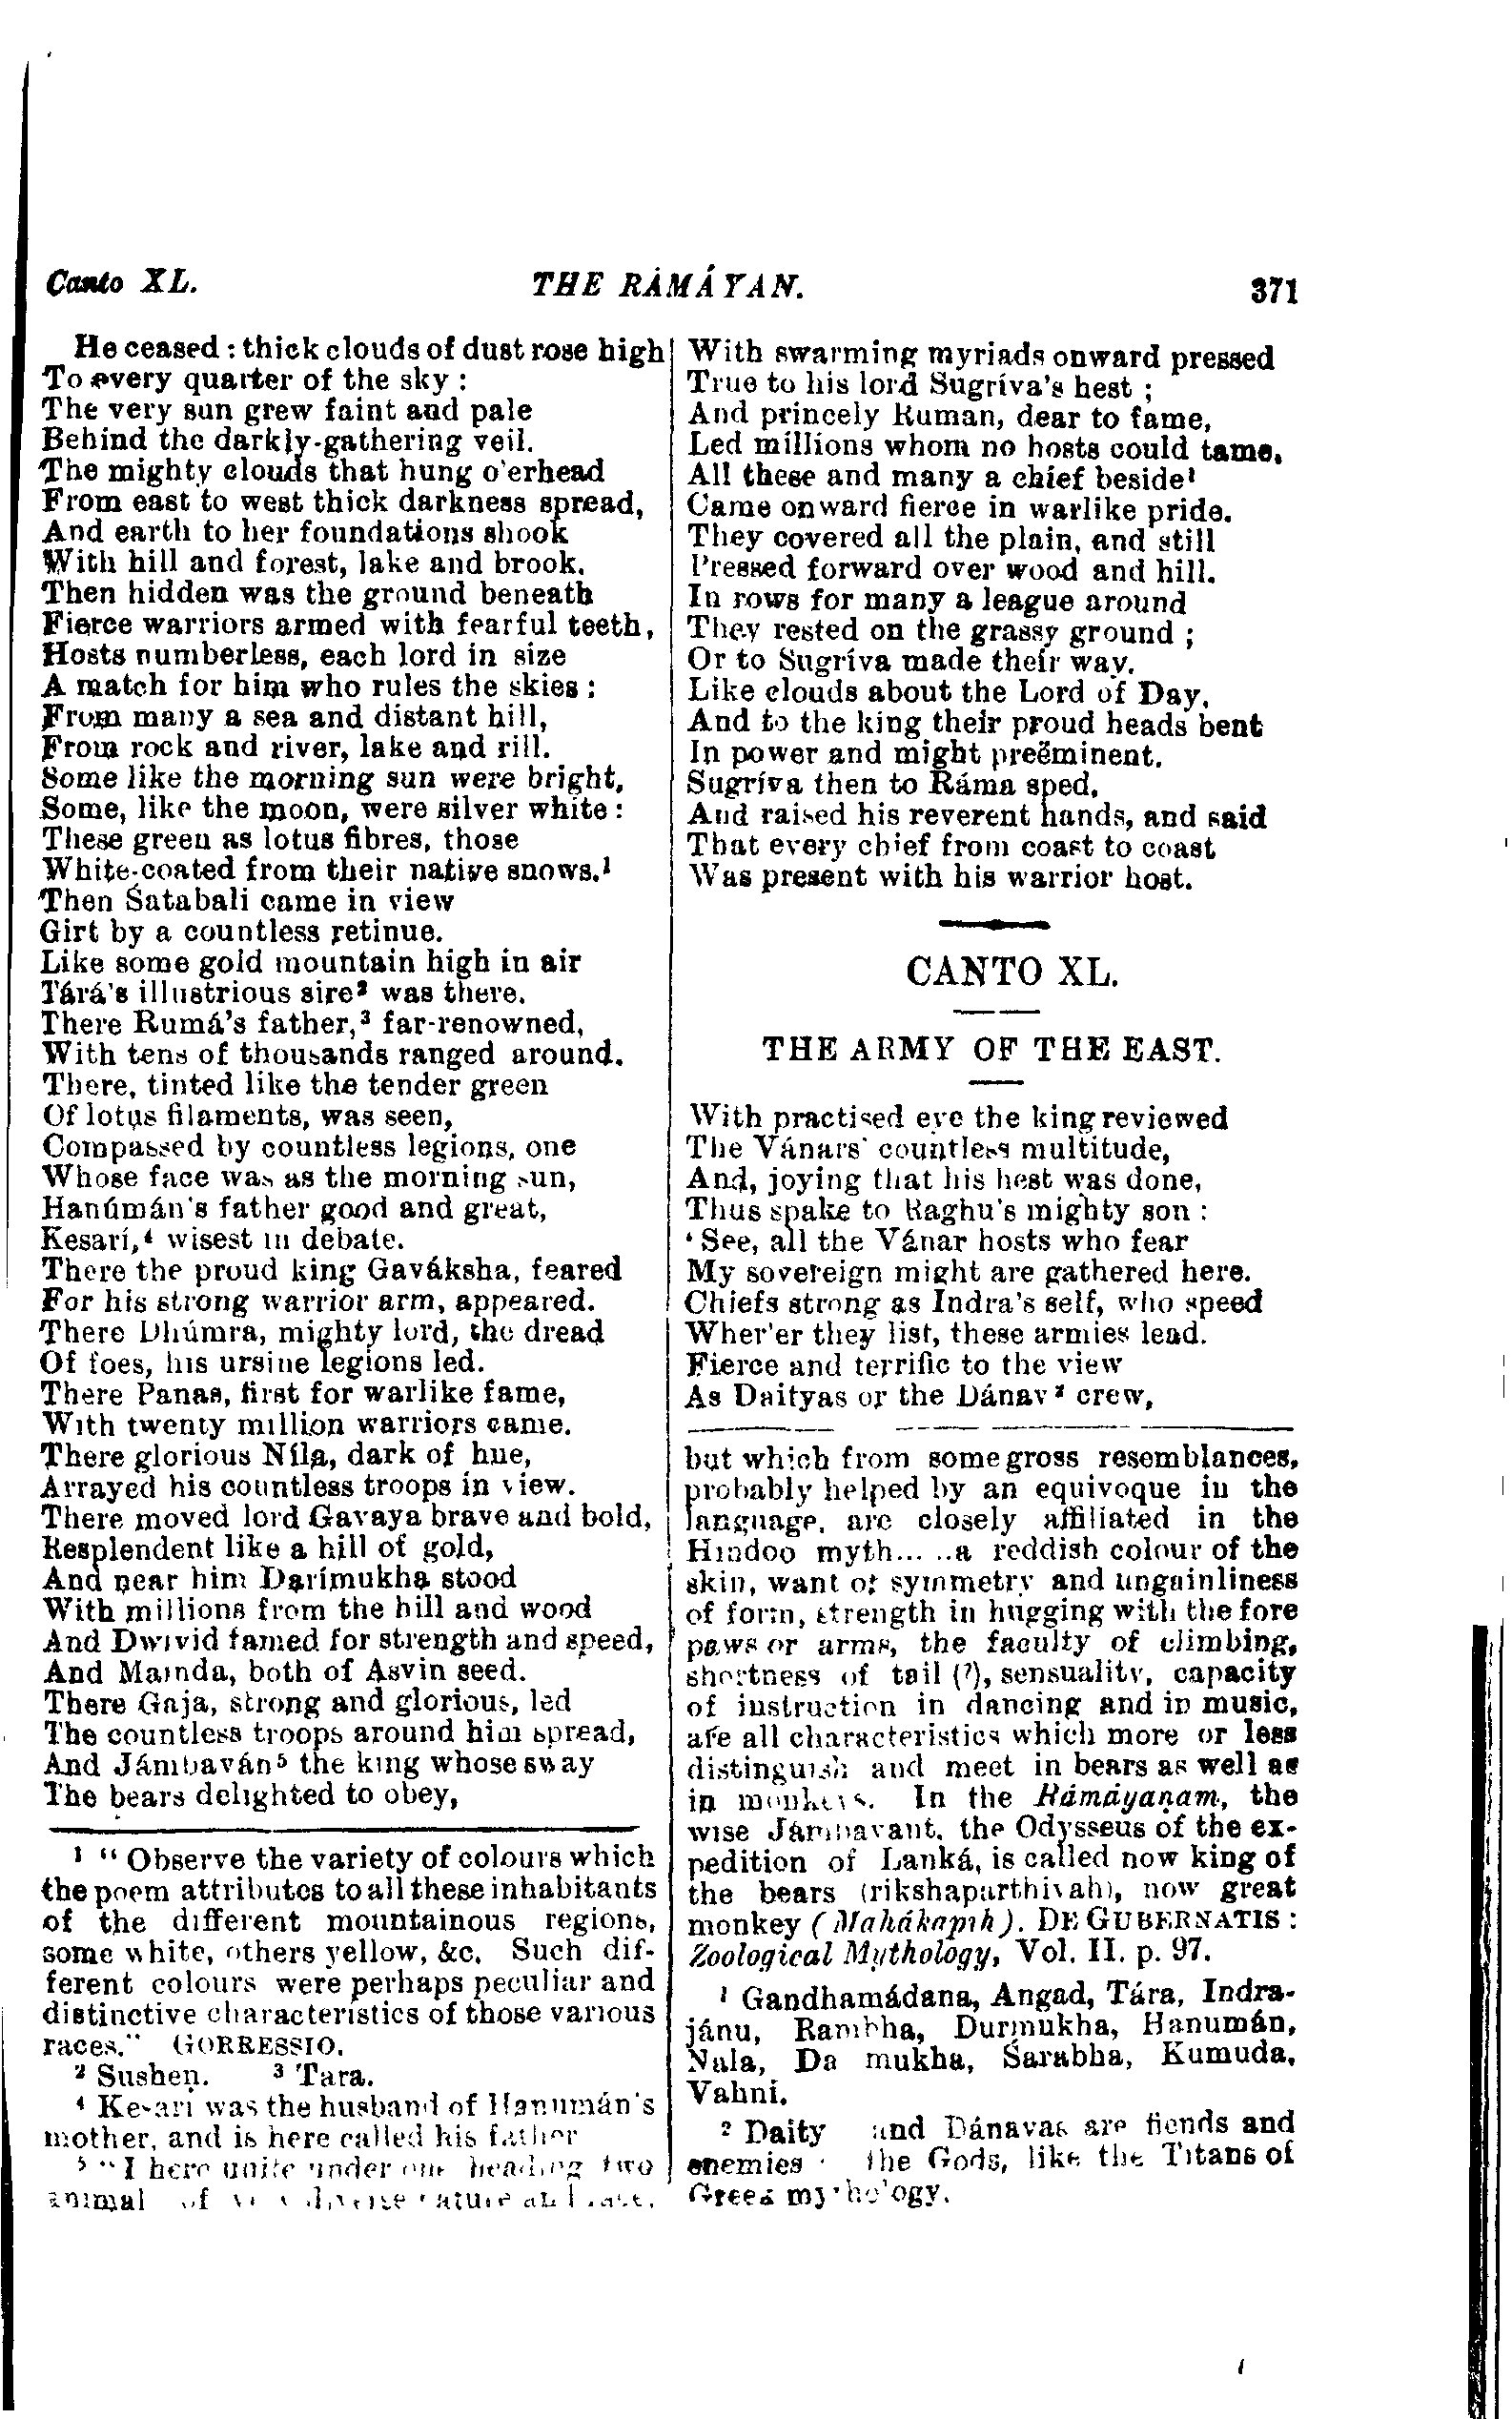 Canto XL.
THE RÁMÁYAN.
371
He ceased : thick clouds of dust rose high
To every quarter of the sky :
The very sun grew faint and pale
Behind the darkly-gathering veil.
The mighty clouds that hung o'erhead
From east to west thick darkness spread,
And earth to her foundations shook
With hill and forest, lake and brook.
Then hidden was the ground beneath
Fierce warriors armed with fearful teeth,
Hosts numberless, each lord in size
A match for him who rules the skies :
From many a sea and distant hill,
From rock and river, lake and rill.
Some like the morning sun were bright,
Some, like the moon, were silver white :
These green as lotus fibres, those
White-coated from their native snows.¹
Then Śatabali came in view
Girt by a countless retinue.
Like some gold mountain high in air
Tárá's illustrious sire² was there.
There Rumá's father,³ far-renowned,
With tens of thousands ranged around.
There, tinted like the tender green
Of lotus filaments, was seen,
Compassed by countless legions, one
Whose face was as the morning sun,
Hanúmán's father good and great,
Kesarí,⁴ wisest in debate.
There the proud king Gaváksha, feared
For his strong warrior arm, appeared.
There Dhúmra, mighty lord, the dread
Of foes, his ursine legions led.
There Panas, first for warlike fame,
With twenty million warriors came.
There glorious Níla, dark of hue,
Arrayed his countless troops in view.
There moved lord Gavaya brave and bold,
Resplendent like a hill of gold,
And near him Darímukha stood
With millions from the hill and wood
And Dwivid famed for strength and speed,
And Mainda, both of Aśvin seed.
There Gaja, strong and glorious, led
The countless troops around him spread,
And Jámbaván⁵ the king whose sway
The bears delighted to obey,
¹ " Observe the variety of colours which
the poem attributes to all these inhabitants
of the different mountainous regions,
some white, others yellow, &c. Such dif-
ferent colours were perhaps peculiar and
distinctive characteristics of those various
races." GORRESSIO.
² Sushen. ³ Tara.
⁴ Kesarí was the husband of Hanumán's
mother, and is here called his father
⁵ " I here unite under one heading two
animal of
With swarming myriads onward pressed
True to his lord Sugríva's hest ;
And princely Ruman, dear to fame,
Led millions whom no hosts could tame.
All these and many a chief beside¹
Came onward fierce in warlike pride.
They covered all the plain, and still
Pressed forward over wood and hill.
In rows for many a league around
They rested on the grassy ground ;
Or to Sugríva made their way,
Like clouds about the Lord of Day,
And to the king their proud heads bent
In power and might preëminent.
Sugríva then to Ráma sped,
And raised his reverent hands, and said
That every chief from coast to coast
Was present with his warrior host.
CANTO XL.
THE ARMY OF THE EAST.
With practised eye the king reviewed
The Vánars' countless multitude,
And, joying that his hest was done,
Thus spake to Raghu's mighty son :
' See, all the Vánar hosts who fear
My sovereign might are gathered here.
Chiefs strong as Indra's self, who speed
Wher'er they list, these armies lead.
Fierce and terrific to the view
As Daityas or the Dánav² crew,
but which from some gross resemblances,
probably helped by an equivoque in the
language, are closely affiliated in the
Hindoo myth... ..a reddish colour of the
skin, want of symmetry and ungainliness
of form, strength in hugging with the fore
paws or arms, the faculty of climbing,
shortness of tail (?), sensuality, capacity
of instruction in dancing and in music,
are all characteristics which more or less
distinguish and meet in bears as well as
in monkeys. In the Rámáyaṇam, the
wise Jámbavant, the Odysseus of the ex-
pedition of Lanká, is called now king of
the bears (rikshaparthivah), now great
monkey (Mahákapih). DE GUBERNATIS :
Zoological Mythology, Vol. II. p. 97.
¹ Gandhamádana, Angad, Tára, Indra-
jánu, Rambha, Durmukha, Hanumán,
Nala, Da mukha, Śarabha, Kumuda,
Vahni.
² Daity and Dánavas are fiends and
enemies the Gods, like the Titans of
Greek mythology.